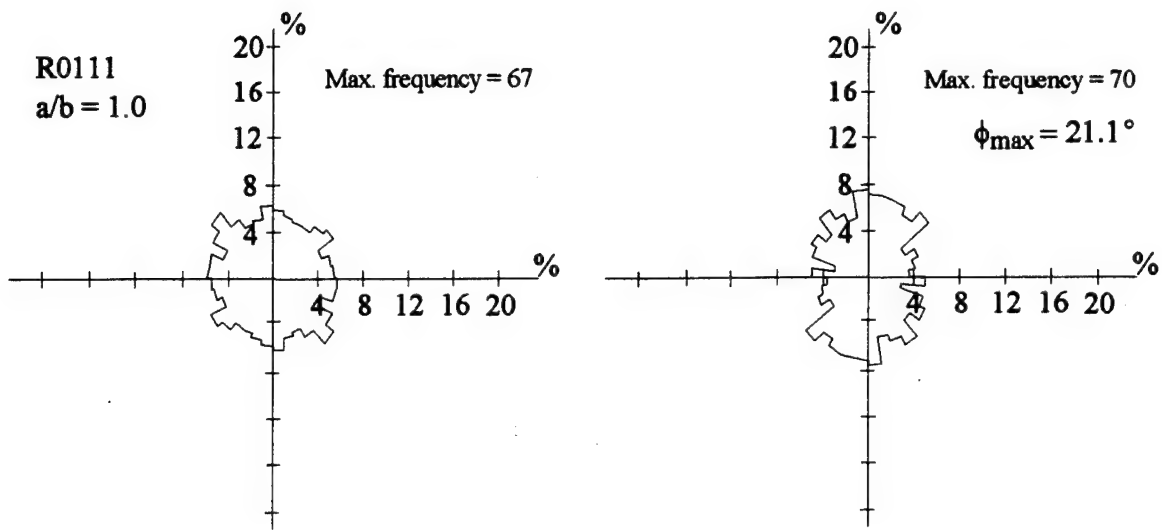 %
20
R0111
Max. frequency = 67
16
a/b = 1.0
12
8
4
%
4 8 12 16 20
%
20
Max. frequency = 70
16
ϕmax = 21.1°
12
8
4
%
4 8 12 16 20